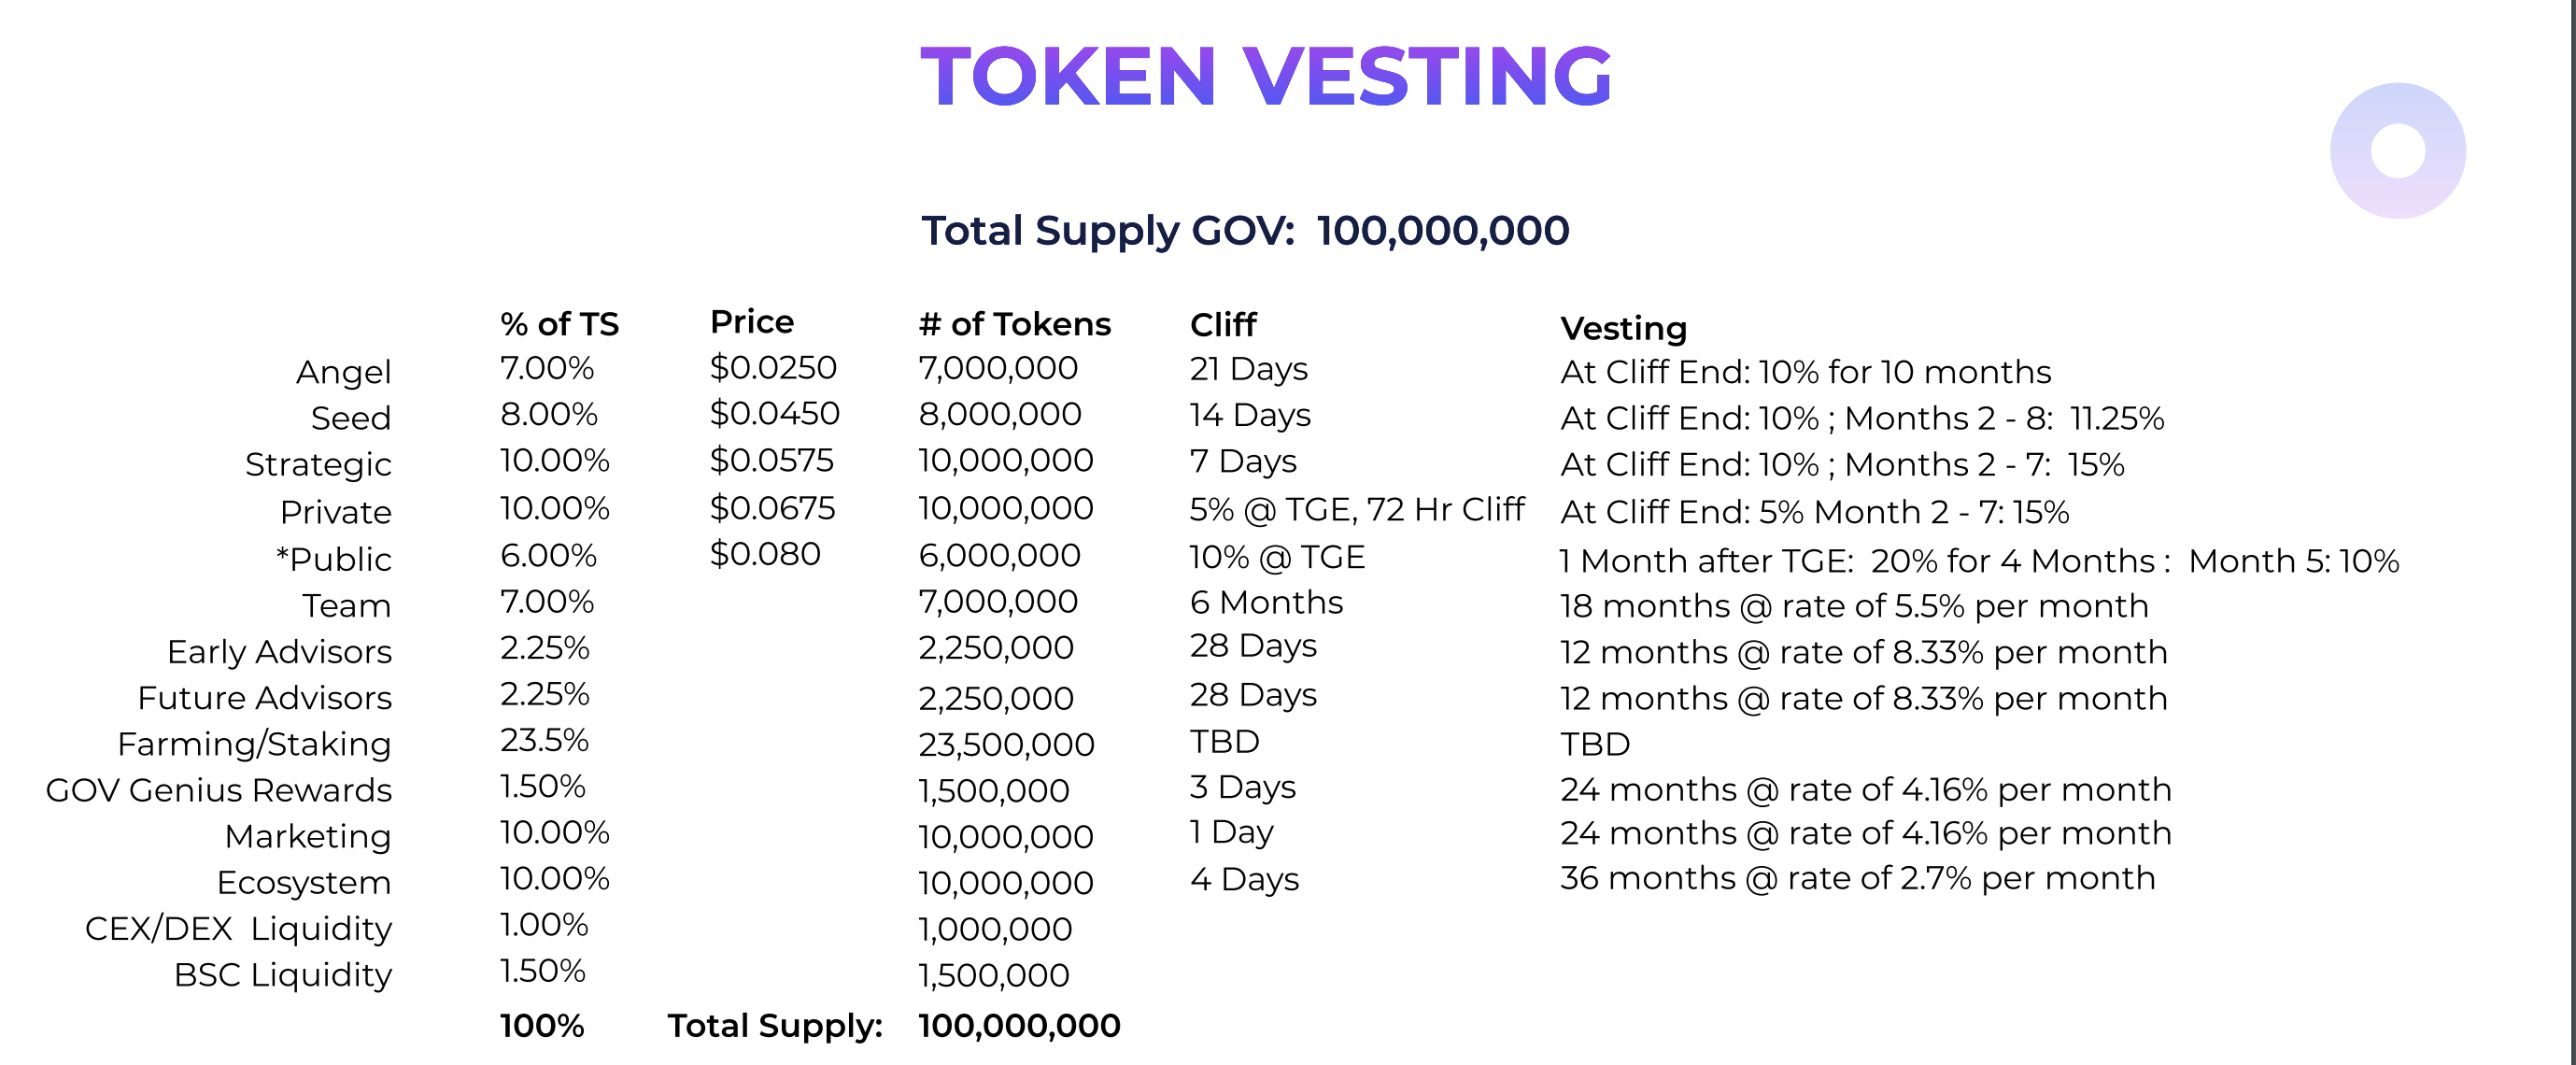 TOKEN VESTING
Total Supply GOV: 100,000,000
% of TS Price # of Tokens Cliff Vesting
Angel 7.00% $0.0250 7,000,000 21 Days At Cliff End: 10% for 10 months
Seed 8.00% $0.0450 8,000,000 14 Days At Cliff End: 10% ; Months 2 - 8: 11.25%
Strategic 10.00% $0.0575 10,000,000 7 Days At Cliff End: 10% ; Months 2 - 7: 15%
Private 10.00% $0.0675 10,000,000 5% @ TGE, 72 Hr Cliff At Cliff End: 5% Month 2 - 7: 15%
*Public 6.00% $0.080 6,000,000 10% @ TGE 1 Month after TGE: 20% for 4 Months : Month 5: 10%
Team 7.00% 7,000,000 6 Months 18 months @ rate of 5.5% per month
Early Advisors 2.25% 2,250,000 28 Days 12 months @ rate of 8.33% per month
Future Advisors 2.25% 2,250,000 28 Days 12 months @ rate of 8.33% per month
Farming/Staking 23.5% 23,500,000 TBD TBD
GOV Genius Rewards 1.50% 1,500,000 3 Days 24 months @ rate of 4.16% per month
Marketing 10.00% 10,000,000 1 Day 24 months @ rate of 4.16% per month
Ecosystem 10.00% 10,000,000 4 Days 36 months @ rate of 2.7% per month
CEX/DEX Liquidity 1.00% 1,000,000
BSC Liquidity 1.50% 1,500,000
100% Total Supply: 100,000,000